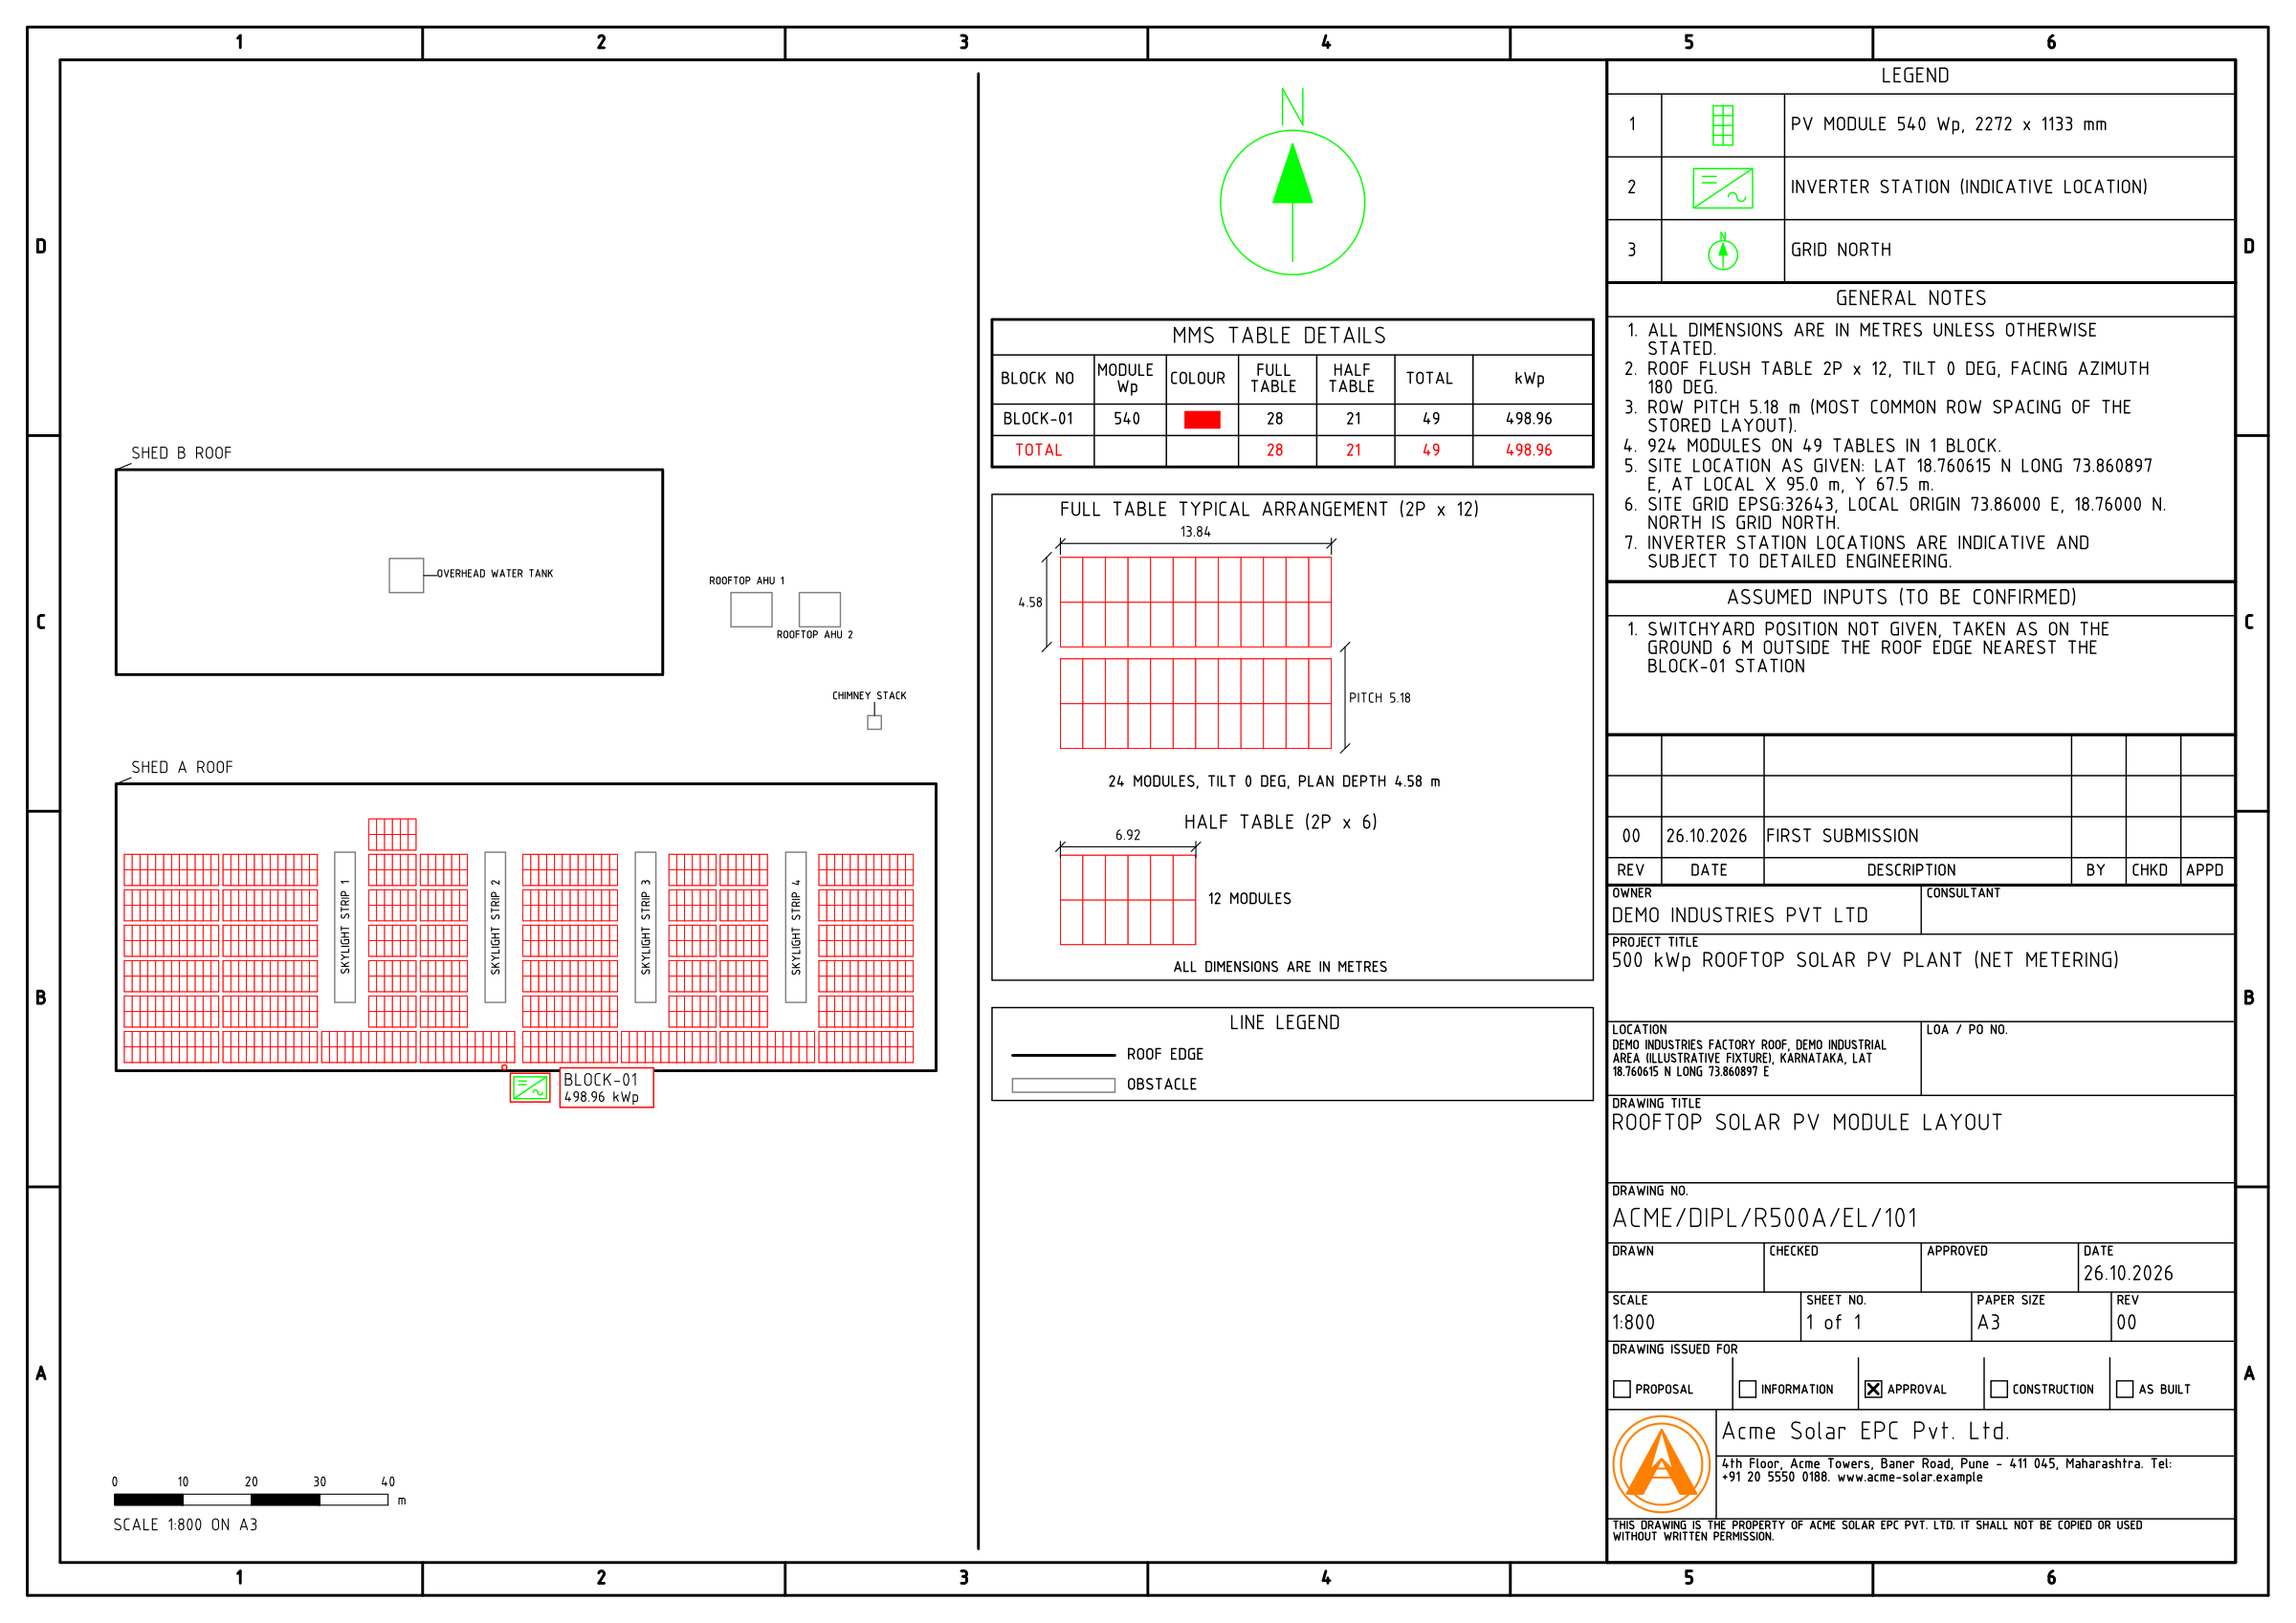 1 2 3 4 5 6
D
C
B
A
D
C
B
A
SHED B ROOF
OVERHEAD WATER TANK
ROOFTOP AHU 1
ROOFTOP AHU 2
CHIMNEY STACK
SHED A ROOF
SKYLIGHT STRIP 1
SKYLIGHT STRIP 2
SKYLIGHT STRIP 3
SKYLIGHT STRIP 4
BLOCK-01
498.96 kWp
0 10 20 30 40
m
SCALE 1:800 ON A3
N
MMS TABLE DETAILS
BLOCK NO MODULE Wp COLOUR FULL TABLE HALF TABLE TOTAL kWp
BLOCK-01 540 28 21 49 498.96
TOTAL 28 21 49 498.96
FULL TABLE TYPICAL ARRANGEMENT (2P x 12)
13.84
4.58
PITCH 5.18
24 MODULES, TILT 0 DEG, PLAN DEPTH 4.58 m
HALF TABLE (2P x 6)
6.92
12 MODULES
ALL DIMENSIONS ARE IN METRES
LINE LEGEND
ROOF EDGE
OBSTACLE
LEGEND
1 PV MODULE 540 Wp, 2272 x 1133 mm
2 INVERTER STATION (INDICATIVE LOCATION)
3 N GRID NORTH
GENERAL NOTES
1. ALL DIMENSIONS ARE IN METRES UNLESS OTHERWISE
STATED.
2. ROOF FLUSH TABLE 2P x 12, TILT 0 DEG, FACING AZIMUTH
180 DEG.
3. ROW PITCH 5.18 m (MOST COMMON ROW SPACING OF THE
STORED LAYOUT).
4. 924 MODULES ON 49 TABLES IN 1 BLOCK.
5. SITE LOCATION AS GIVEN: LAT 18.760615 N LONG 73.860897
E, AT LOCAL X 95.0 m, Y 67.5 m.
6. SITE GRID EPSG:32643, LOCAL ORIGIN 73.86000 E, 18.76000 N.
NORTH IS GRID NORTH.
7. INVERTER STATION LOCATIONS ARE INDICATIVE AND
SUBJECT TO DETAILED ENGINEERING.
ASSUMED INPUTS (TO BE CONFIRMED)
1. SWITCHYARD POSITION NOT GIVEN, TAKEN AS ON THE
GROUND 6 M OUTSIDE THE ROOF EDGE NEAREST THE
BLOCK-01 STATION
00 26.10.2026 FIRST SUBMISSION
REV DATE DESCRIPTION BY CHKD APPD
OWNER
DEMO INDUSTRIES PVT LTD
CONSULTANT
PROJECT TITLE
500 kWp ROOFTOP SOLAR PV PLANT (NET METERING)
LOCATION
DEMO INDUSTRIES FACTORY ROOF, DEMO INDUSTRIAL
AREA (ILLUSTRATIVE FIXTURE), KARNATAKA, LAT
18.760615 N LONG 73.860897 E
LOA / PO NO.
DRAWING TITLE
ROOFTOP SOLAR PV MODULE LAYOUT
DRAWING NO.
ACME/DIPL/R500A/EL/101
DRAWN CHECKED APPROVED DATE
26.10.2026
SCALE SHEET NO. PAPER SIZE REV
1:800 1 of 1 A3 00
DRAWING ISSUED FOR
PROPOSAL INFORMATION APPROVAL CONSTRUCTION AS BUILT
Acme Solar EPC Pvt. Ltd.
4th Floor, Acme Towers, Baner Road, Pune - 411 045, Maharashtra. Tel:
+91 20 5550 0188. www.acme-solar.example
THIS DRAWING IS THE PROPERTY OF ACME SOLAR EPC PVT. LTD. IT SHALL NOT BE COPIED OR USED
WITHOUT WRITTEN PERMISSION.
1 2 3 4 5 6